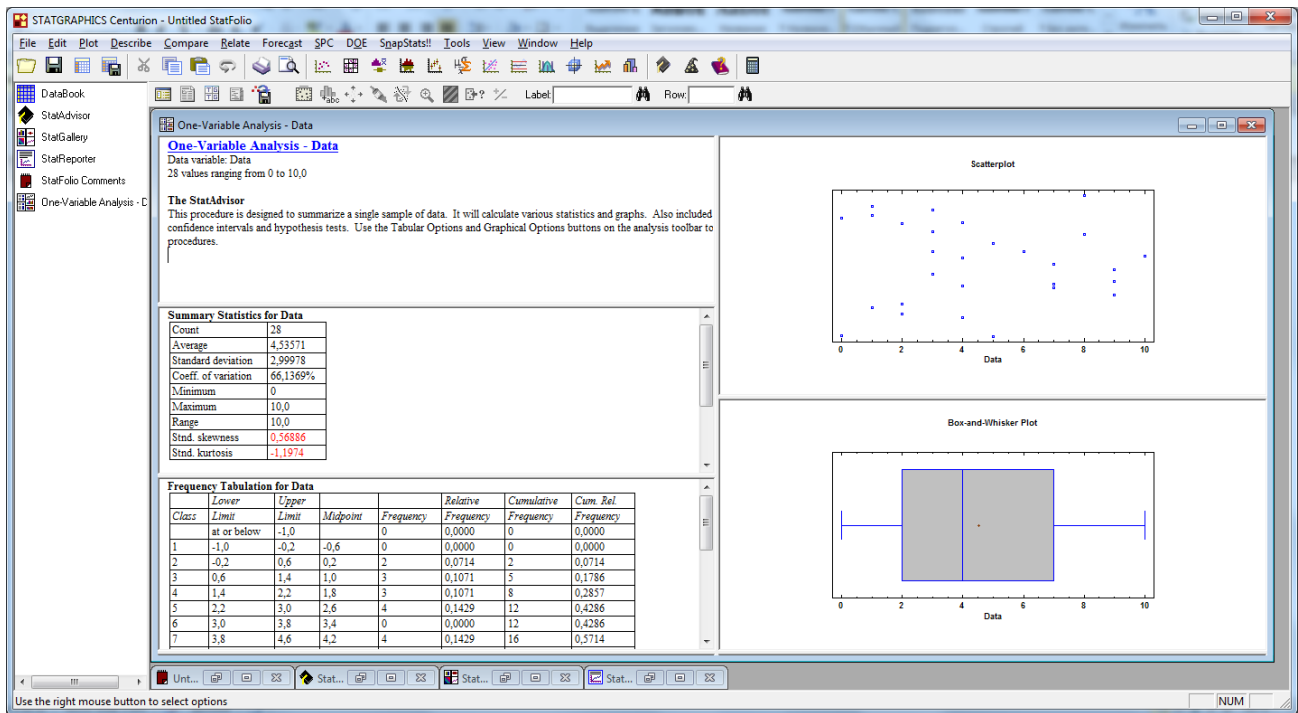 STATGRAPHICS Centurion - Untitled StatFolio
File Edit Plot Describe Compare Relate Forecast SPC DOE SnapStats!! Tools View Window Help
Label: Row:
DataBook
StatAdvisor
StatGallery
StatReporter
StatFolio Comments
One-Variable Analysis - D
One-Variable Analysis - Data
One-Variable Analysis - Data
Data variable: Data
28 values ranging from 0 to 10,0
The StatAdvisor
This procedure is designed to summarize a single sample of data. It will calculate various statistics and graphs. Also included
confidence intervals and hypothesis tests. Use the Tabular Options and Graphical Options buttons on the analysis toolbar to
procedures.
Summary Statistics for Data
Count 28
Average 4,53571
Standard deviation 2,99978
Coeff. of variation 66,1369%
Minimum 0
Maximum 10,0
Range 10,0
Stnd. skewness 0,56886
Stnd. kurtosis -1,1974
Frequency Tabulation for Data
Lower Upper Relative Cumulative Cum. Rel.
Class Limit Limit Midpoint Frequency Frequency Frequency Frequency
at or below -1,0 0 0,0000 0 0,0000
1 -1,0 -0,2 -0,6 0 0,0000 0 0,0000
2 -0,2 0,6 0,2 2 0,0714 2 0,0714
3 0,6 1,4 1,0 3 0,1071 5 0,1786
4 1,4 2,2 1,8 3 0,1071 8 0,2857
5 2,2 3,0 2,6 4 0,1429 12 0,4286
6 3,0 3,8 3,4 0 0,0000 12 0,4286
7 3,8 4,6 4,2 4 0,1429 16 0,5714
Scatterplot
0 2 4 6 8 10
Data
Box-and-Whisker Plot
0 2 4 6 8 10
Data
Unt... Stat... Stat... Stat...
Use the right mouse button to select options
NUM